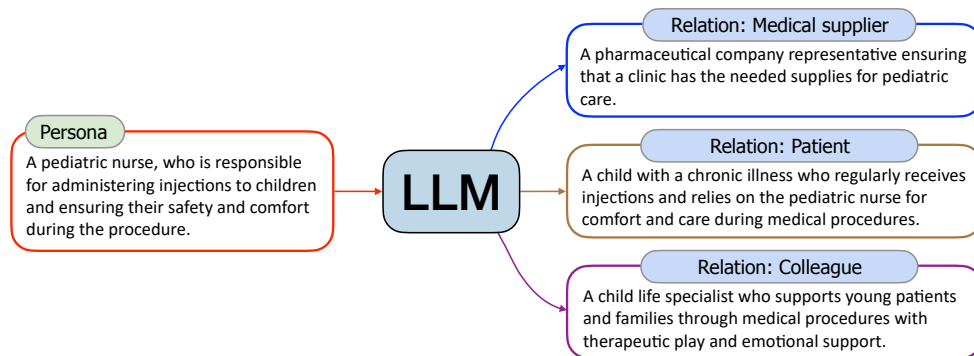 Persona
A pediatric nurse, who is responsible
for administering injections to children
and ensuring their safety and comfort
during the procedure.
LLM
Relation: Medical supplier
A pharmaceutical company representative ensuring
that a clinic has the needed supplies for pediatric
care.
Relation: Patient
A child with a chronic illness who regularly receives
injections and relies on the pediatric nurse for
comfort and care during medical procedures.
Relation: Colleague
A child life specialist who supports young patients
and families through medical procedures with
therapeutic play and emotional support.